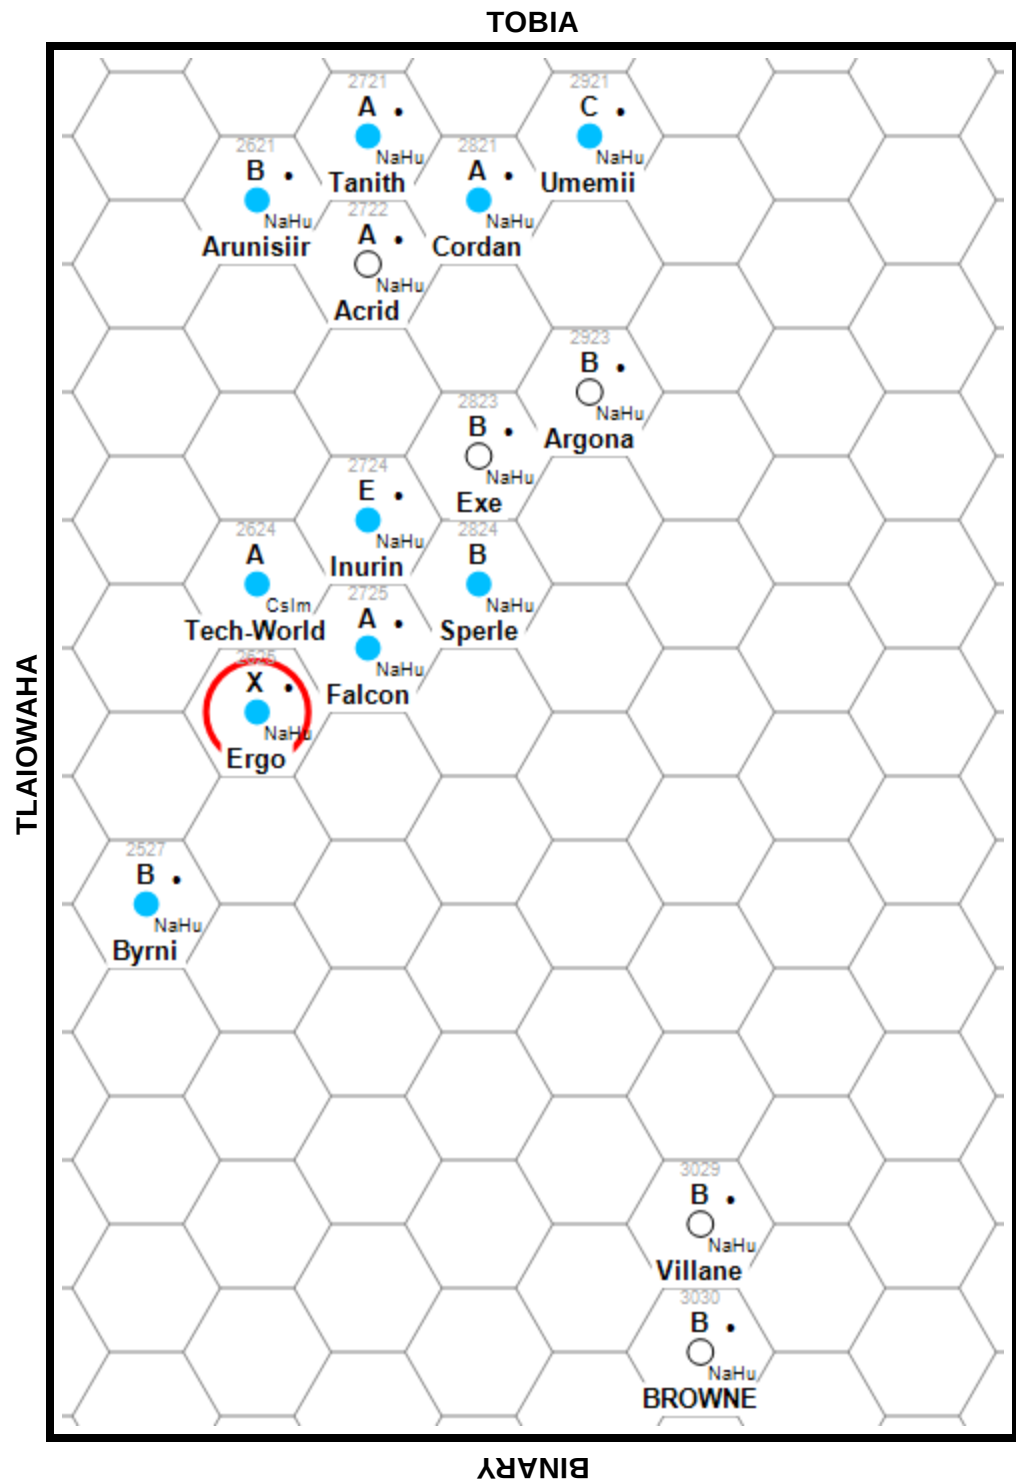 TOBIA
2721
A
NaHu
Tanith
2921
C
NaHu
Umemii
2621
B
NaHu
Arunisiir
2821
A
NaHu
Cordan
2722
A
NaHu
Acrid
2923
B
NaHu
Argona
2823
B
NaHu
Exe
2724
E
NaHu
Inurin
2624
A
CsIm
Tech-World
2824
B
NaHu
Sperle
2725
A
NaHu
Falcon
2625
X
NaHu
Ergo
TLAIOWAHA
2527
B
NaHu
Byrni
3029
B
NaHu
Villane
3030
B
NaHu
BROWNE
BINARY